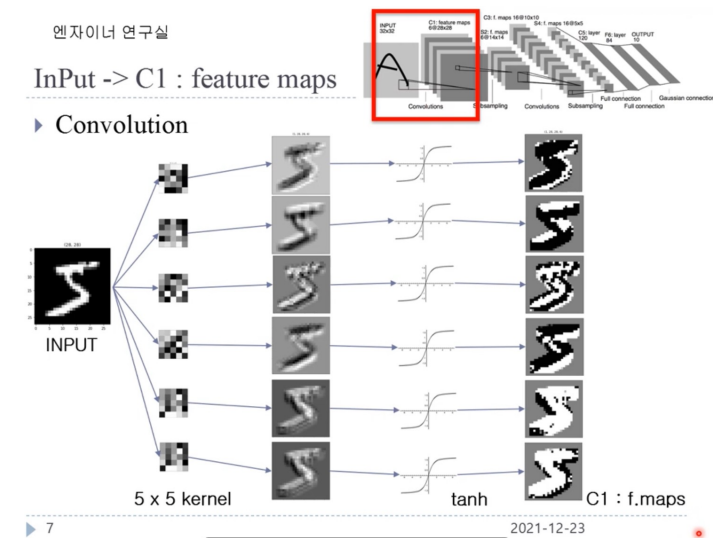 엔자이너 연구실
InPut -> C1 : feature maps
INPUT
32x32
C1: feature maps
6@28x28
S2: f. maps
6@14x14
C3: f. maps 16@10x10
S4: f. maps 16@5x5
C5: layer
120
F6: layer
84
OUTPUT
10
Convolutions
Subsampling
Convolutions
Subsampling
Full connection
Full connection
Gaussian connection
Convolution
INPUT
5 x 5 kernel
tanh
C1 : f.maps
7
2021-12-23